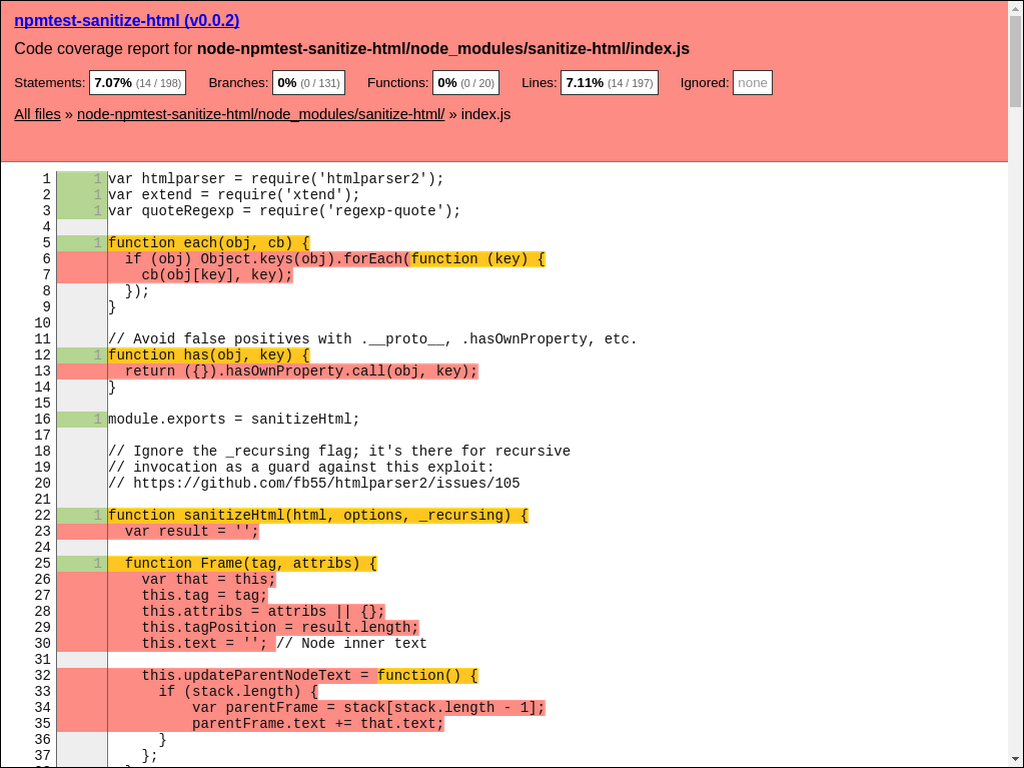 npmtest-sanitize-html (v0.0.2)
Code coverage report for node-npmtest-sanitize-html/node_modules/sanitize-html/index.js
Statements: 7.07% (14 / 198) Branches: 0% (0 / 131) Functions: 0% (0 / 20) Lines: 7.11% (14 / 197) Ignored: none
All files » node-npmtest-sanitize-html/node_modules/sanitize-html/ » index.js
1 1 var htmlparser = require('htmlparser2');
2 1 var extend = require('xtend');
3 1 var quoteRegexp = require('regexp-quote');
4
5 1 function each(obj, cb) {
6   if (obj) Object.keys(obj).forEach(function (key) {
7     cb(obj[key], key);
8   });
9 }
10
11 // Avoid false positives with .__proto__, .hasOwnProperty, etc.
12 1 function has(obj, key) {
13   return ({}).hasOwnProperty.call(obj, key);
14 }
15
16 1 module.exports = sanitizeHtml;
17
18 // Ignore the _recursing flag; it's there for recursive
19 // invocation as a guard against this exploit:
20 // https://github.com/fb55/htmlparser2/issues/105
21
22 1 function sanitizeHtml(html, options, _recursing) {
23   var result = '';
24
25 1   function Frame(tag, attribs) {
26     var that = this;
27     this.tag = tag;
28     this.attribs = attribs || {};
29     this.tagPosition = result.length;
30     this.text = ''; // Node inner text
31
32     this.updateParentNodeText = function() {
33       if (stack.length) {
34           var parentFrame = stack[stack.length - 1];
35           parentFrame.text += that.text;
36       }
37     };